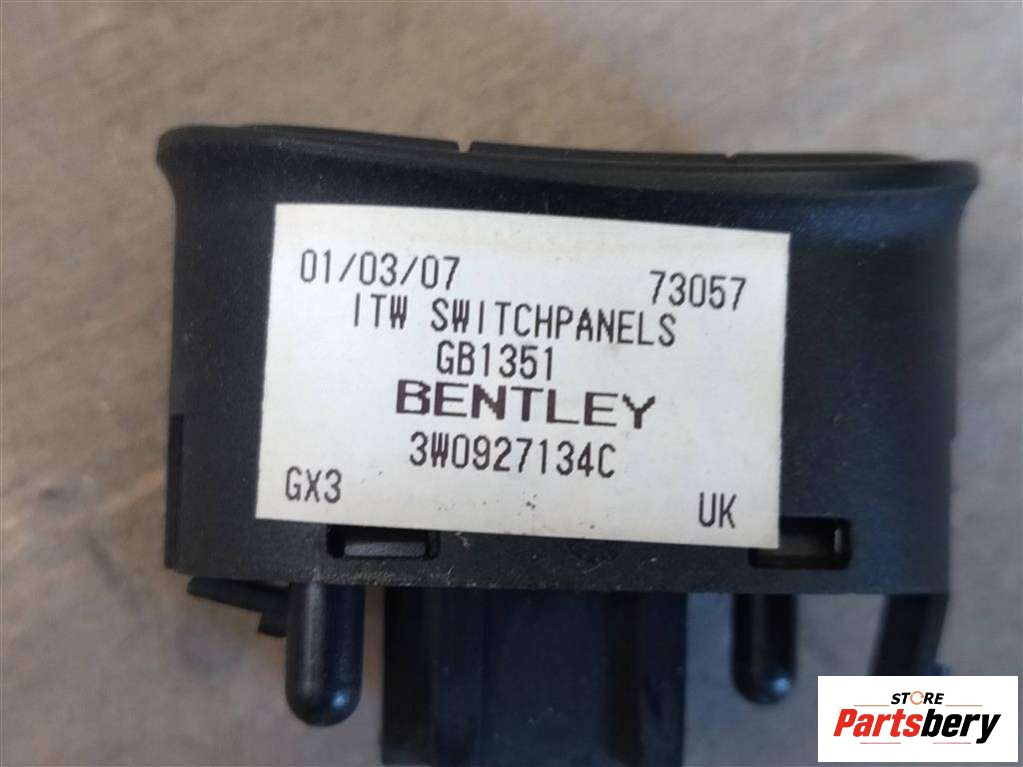 01/03/07 73057
ITW SWITCHPANELS
GB1351
BENTLEY
3W0927134C
GX3 UK
STORE
Partsbery